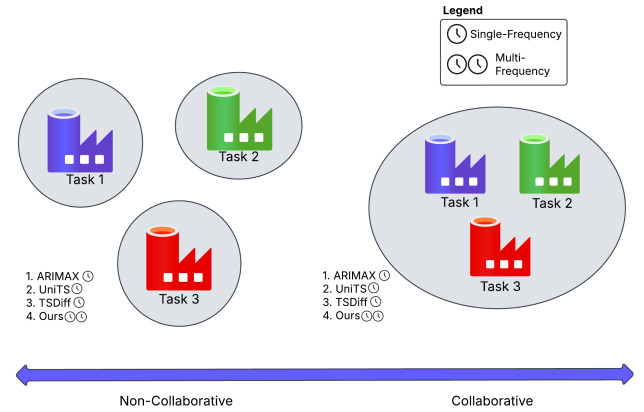 Legend
Single-Frequency
Multi-
Frequency
Task 1
Task 2
Task 3
1. ARIMAX
2. UniTS
3. TSDiff
4. Ours
Task 1
Task 2
Task 3
1. ARIMAX
2. UniTS
3. TSDiff
4. Ours
Non-Collaborative
Collaborative